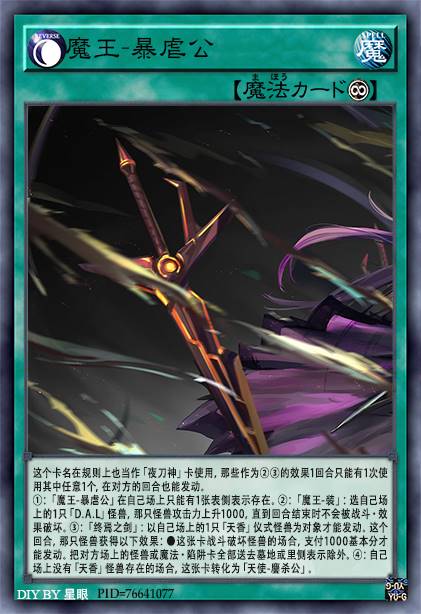 REVERSE
魔王-暴虐公
SPELL
魔
まほう
【魔法カード♾】
这个卡名在规则上也当作「夜刀神」卡使用，那些作为②③的效果1回合只能有1次使
用其中任意1个，在对方的回合也能发动。
①：「魔王-暴虐公」在自己场上只能有1张表侧表示存在。②：「魔王-装」：选自己场
上的1只「D.A.L」怪兽，那只怪兽攻击力上升1000，直到回合结束时不会被战斗・效
果破坏。③：「终焉之剑」：以自己场上的1只「天香」仪式怪兽为对象才能发动。这个
回合，那只怪兽获得以下效果：●这张卡战斗破坏怪兽的场合，支付1000基本分才
能发动。把对方场上的怪兽或魔法・陷阱卡全部送去墓地或里侧表示除外。④：自己
场上没有「天香」怪兽存在的场合，这张卡转化为「天使-鏖杀公」。
DIY BY 星眼 PID=76641077
YU-G